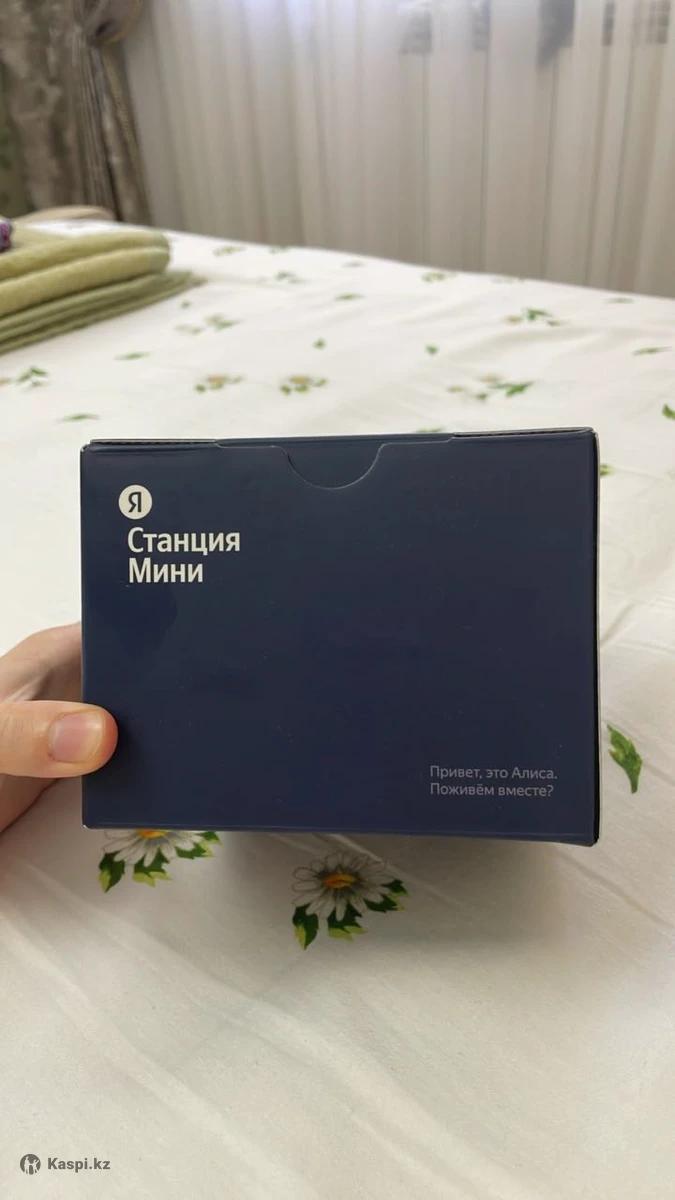 Я
Станция
Мини
Привет, это Алиса.
Поживём вместе?
Kaspi.kz